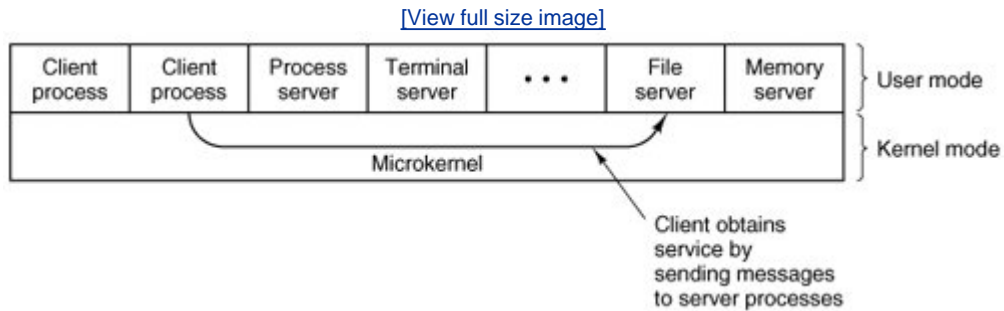 [View full size image]
Client process
Client process
Process server
Terminal server
• • •
File server
Memory server
User mode
Microkernel
Kernel mode
Client obtains
service by
sending messages
to server processes